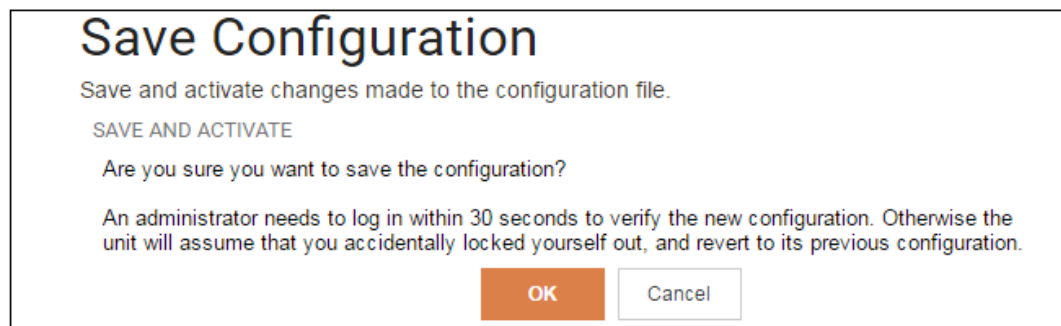 Save Configuration
Save and activate changes made to the configuration file.
SAVE AND ACTIVATE
Are you sure you want to save the configuration?
An administrator needs to log in within 30 seconds to verify the new configuration. Otherwise the
unit will assume that you accidentally locked yourself out, and revert to its previous configuration.
OK
Cancel